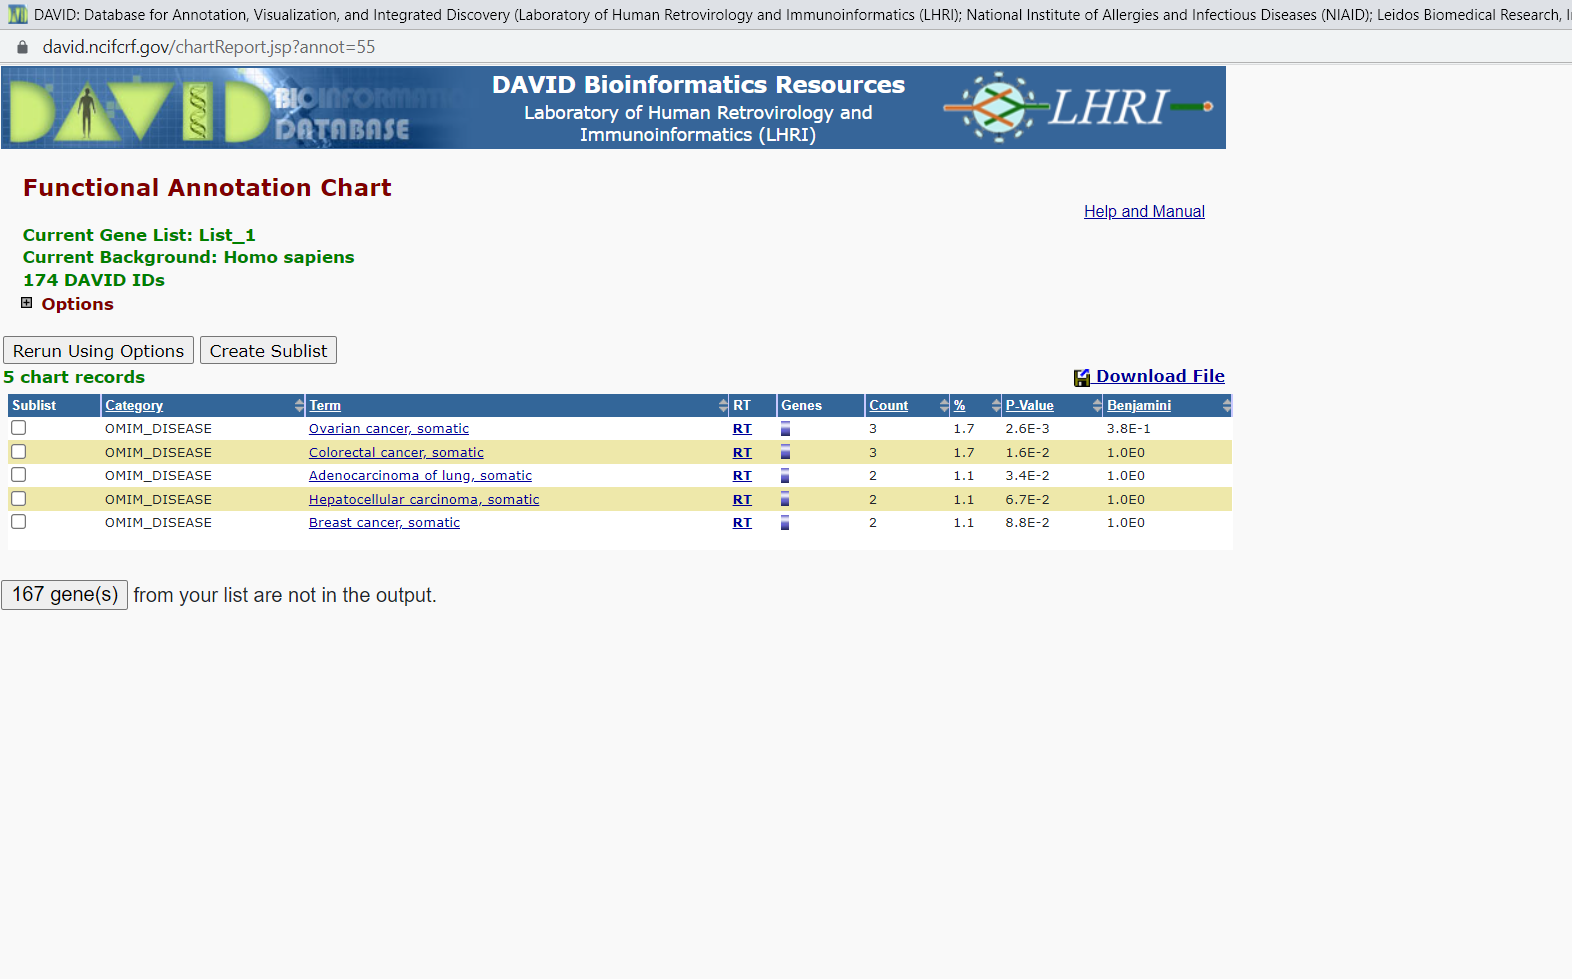 DAVID: Database for Annotation, Visualization, and Integrated Discovery (Laboratory of Human Retrovirology and Immunoinformatics (LHRI); National Institute of Allergies and Infectious Diseases (NIAID); Leidos Biomedical Research,
david.ncifcrf.gov/chartReport.jsp?annot=55
DAVID BIOINFORMATIC DATABASE
DAVID Bioinformatics Resources
Laboratory of Human Retrovirology and
Immunoinformatics (LHRI)
LHRI
Functional Annotation Chart
Help and Manual
Current Gene List: List_1
Current Background: Homo sapiens
174 DAVID IDs
Options
Rerun Using Options Create Sublist
5 chart records Download File
Sublist Category Term RT Genes Count % P-Value Benjamini
OMIM_DISEASE Ovarian cancer, somatic RT 3 1.7 2.6E-3 3.8E-1
OMIM_DISEASE Colorectal cancer, somatic RT 3 1.7 1.6E-2 1.0E0
OMIM_DISEASE Adenocarcinoma of lung, somatic RT 2 1.1 3.4E-2 1.0E0
OMIM_DISEASE Hepatocellular carcinoma, somatic RT 2 1.1 6.7E-2 1.0E0
OMIM_DISEASE Breast cancer, somatic RT 2 1.1 8.8E-2 1.0E0
167 gene(s) from your list are not in the output.